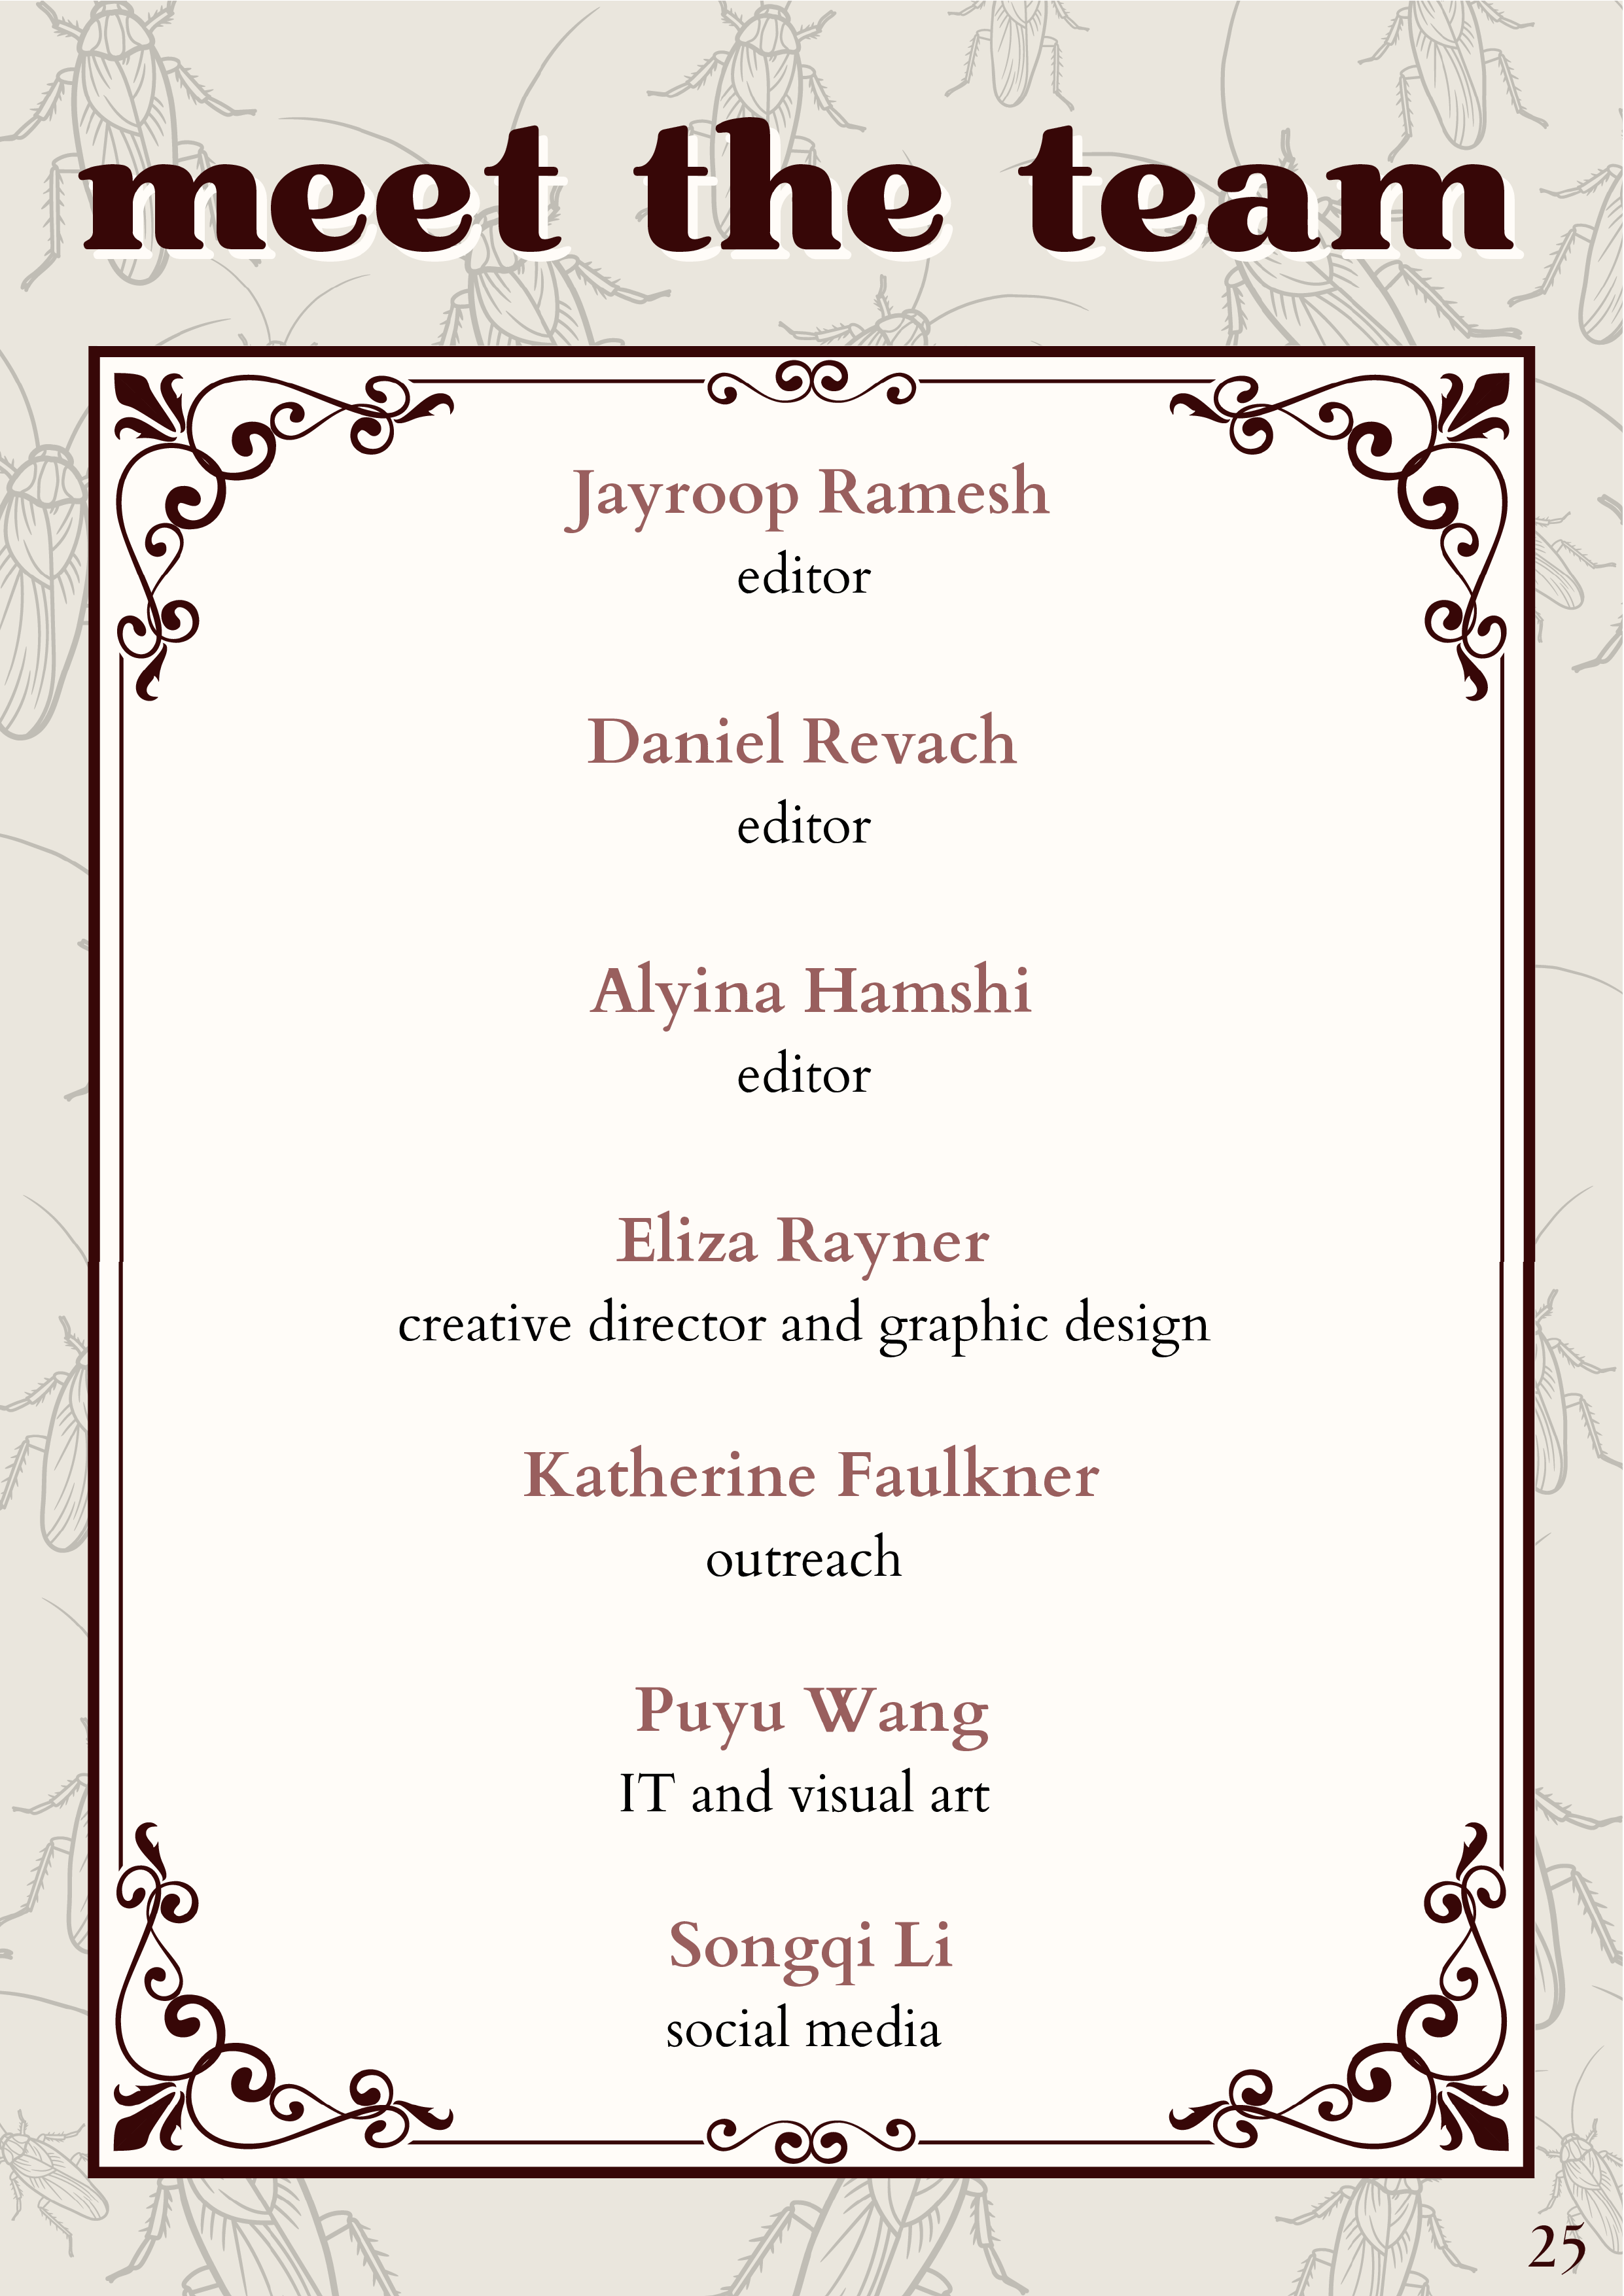 meet the team
Jayroop Ramesh
editor
Daniel Revach
editor
Alyina Hamshi
editor
Eliza Rayner
creative director and graphic design
Katherine Faulkner
outreach
Puyu Wang
IT and visual art
Songqi Li
social media
25